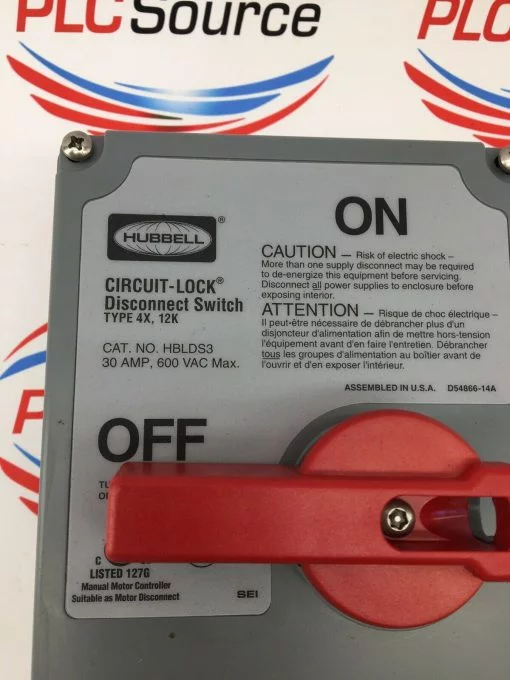 PLC Source
PLC
HUBBELL®
CIRCUIT-LOCK®
Disconnect Switch
TYPE 4X, 12K
CAT. NO. HBLDS3
30 AMP, 600 VAC Max.
ON
CAUTION — Risk of electric shock –
More than one supply disconnect may be required
to de-energize this equipment before servicing.
Disconnect all power supplies to enclosure before
exposing interior.
ATTENTION — Risque de choc électrique –
Il peut-être nécessaire de débrancher plus d'un
disjoncteur d'alimentation afin de mettre hors-tension
l'équipement avant d'en faire l'entretien. Débrancher
tous les groupes d'alimentation au boîtier avant de
l'ouvrir et d'en exposer l'intérieur.
ASSEMBLED IN U.S.A. D54866-14A
OFF
LISTED 127G
Manual Motor Controller
Suitable as Motor Disconnect
SEI